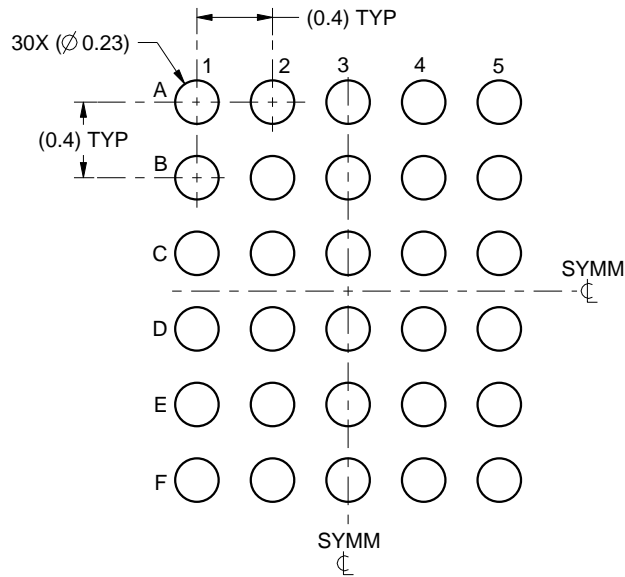 (0.4) TYP
30X (∅ 0.23)
1 2 3 4 5
A
(0.4) TYP
B
C
SYMM
℄
D
E
F
SYMM
℄